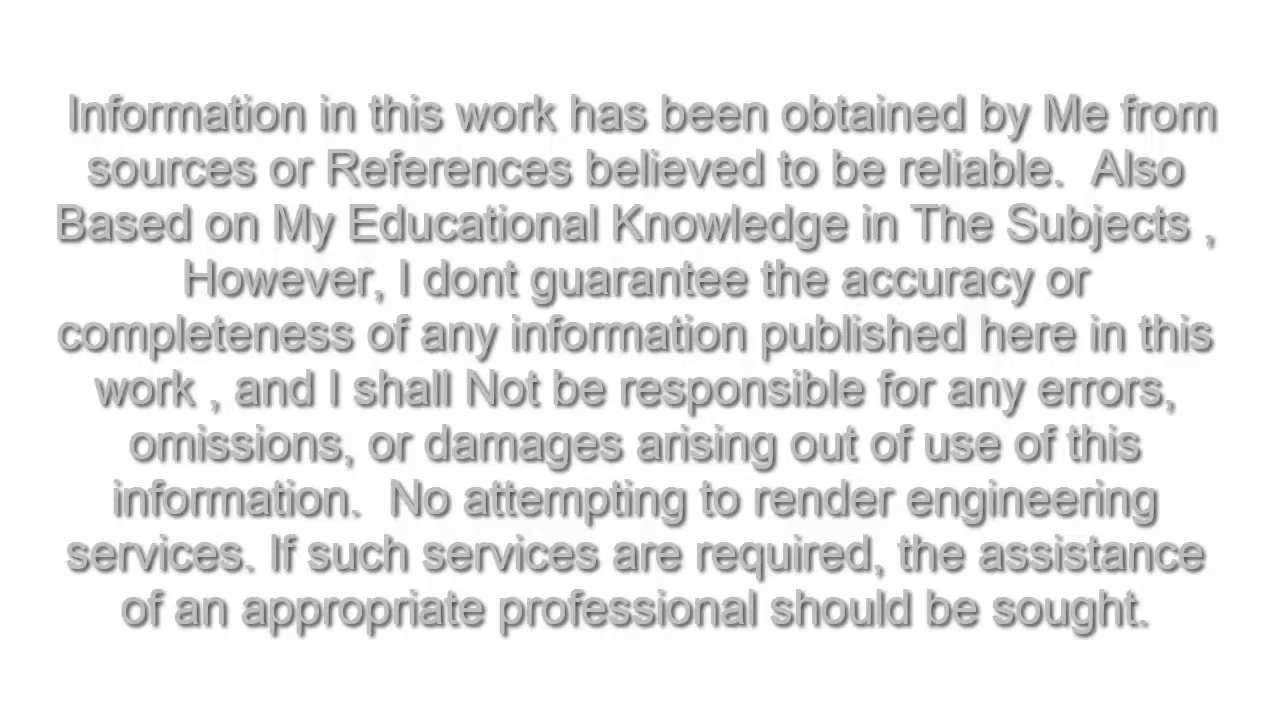 Information in this work has been obtained by Me from
sources or References believed to be reliable.  Also
Based on My Educational Knowledge in The Subjects ,
However, I dont guarantee the accuracy or
completeness of any information published here in this
work , and I shall Not be responsible for any errors,
omissions, or damages arising out of use of this
information.  No attempting to render engineering
services. If such services are required, the assistance
of an appropriate professional should be sought.